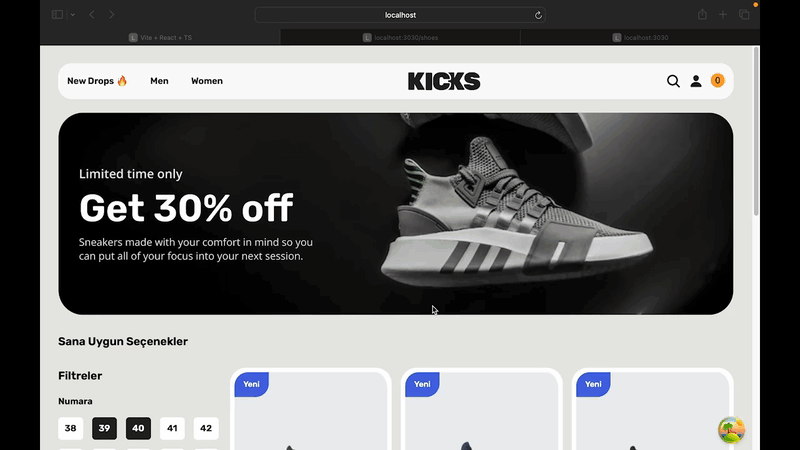 localhost
Vite + React + TS
localhost:3030/shoes
localhost:3030
New Drops 🔥 Men Women KICKS 0
Limited time only
Get 30% off
Sneakers made with your comfort in mind so you
can put all of your focus into your next session.
Sana Uygun Seçenekler
Filtreler
Numara
38 39 40 41 42
Yeni Yeni Yeni